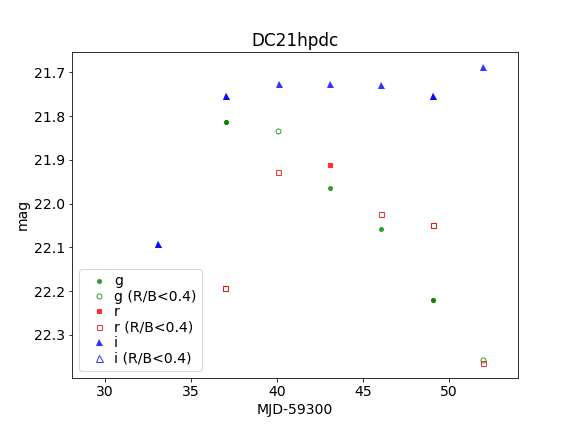 DC21hpdc
21.7
21.8
21.9
22.0
22.1
22.2
22.3
mag
g
g (R/B<0.4)
r
r (R/B<0.4)
i
i (R/B<0.4)
30 35 40 45 50
MJD-59300